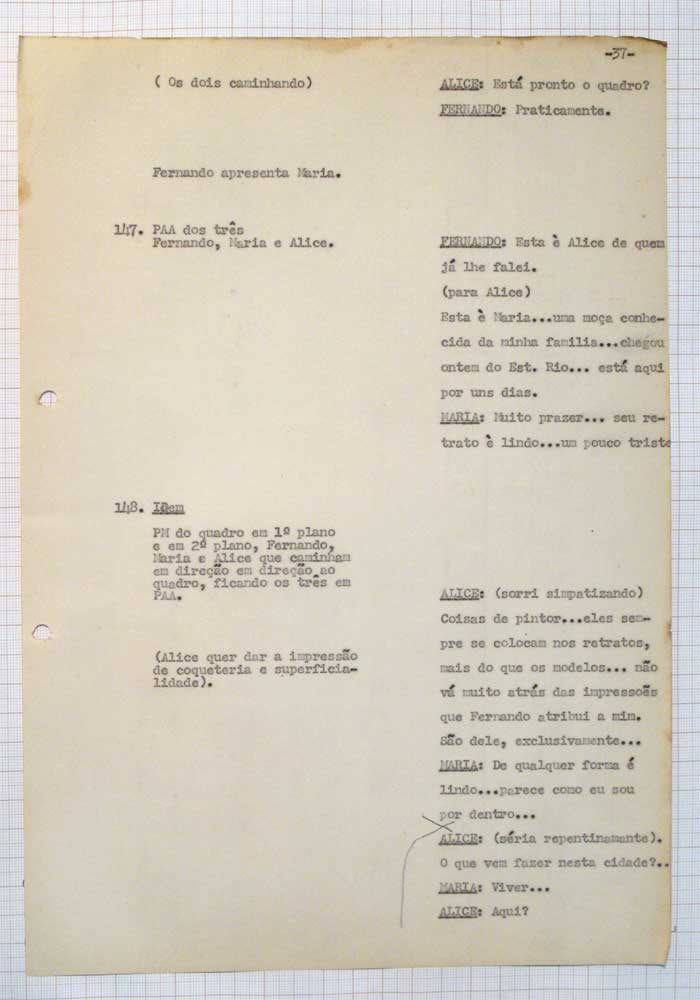 -37-
( Os dois caminhando)
ALICE: Está pronto o quadro?
FERNANDO: Praticamente.
Fernando apresenta Maria.
147. PAA dos três
Fernando, Maria e Alice.
FERNANDO: Esta è Alice de quem
já lhe falei.
(para Alice)
Esta è Maria...uma moça conhe-
cida da minha familia...chegou
ontem do Est. Rio... está aqui
por uns dias.
MARIA: Muito prazer... seu re-
trato è lindo...um pouco triste
148. Idem
PM do quadro em 1º plano
e em 2º plano, Fernando,
Maria e Alice que caminham
em direção em direção ao
quadro, ficando os três em
PAA.
ALICE: (sorri simpatizando)
Coisas de pintor...eles sem-
pre se colocam nos retratos,
mais do que os modelos... não
vá muito atrás das impressoẽs
que Fernando atribui a mim.
São dele, exclusivamente...
(Alice quer dar a impressão
de coqueteria e superficia-
lidade).
MARIA: De qualquer forma é
lindo...parece como eu sou
por dentro...
ALICE: (séria repentinamente).
O que vem fazer nesta cidade?..
MARIA: Viver...
ALICE: Aqui?